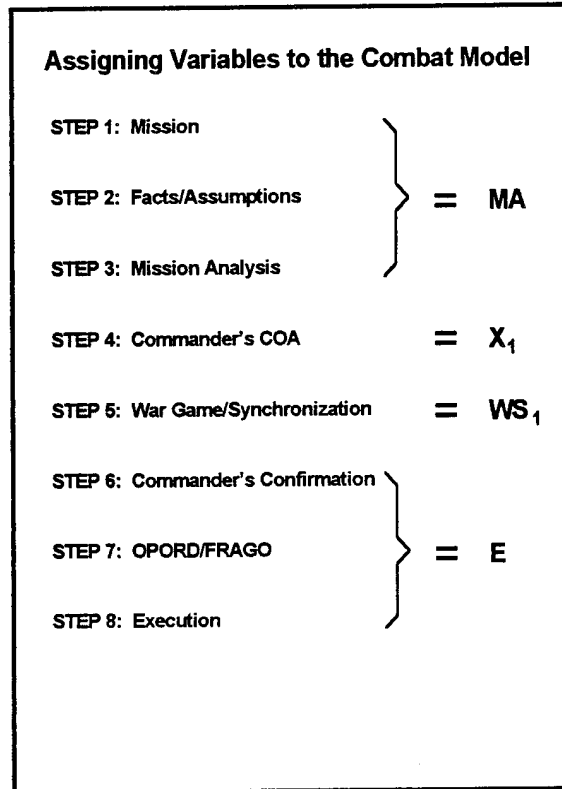 Assigning Variables to the Combat Model
STEP 1: Mission
STEP 2: Facts/Assumptions = MA
STEP 3: Mission Analysis
STEP 4: Commander's COA = X₁
STEP 5: War Game/Synchronization = WS₁
STEP 6: Commander's Confirmation
STEP 7: OPORD/FRAGO = E
STEP 8: Execution